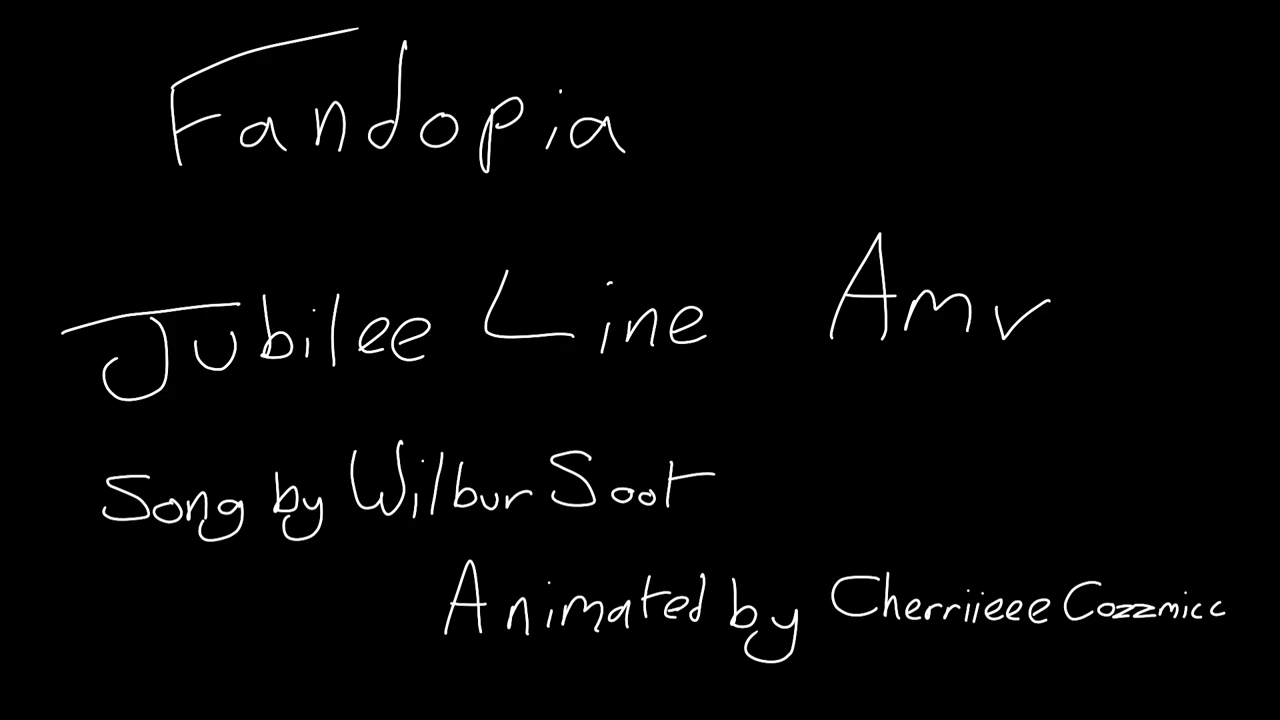 Fandopia
Jubilee Line Amv
Song by Wilbur Soot
Animated by Cherriieee Cozzmicc